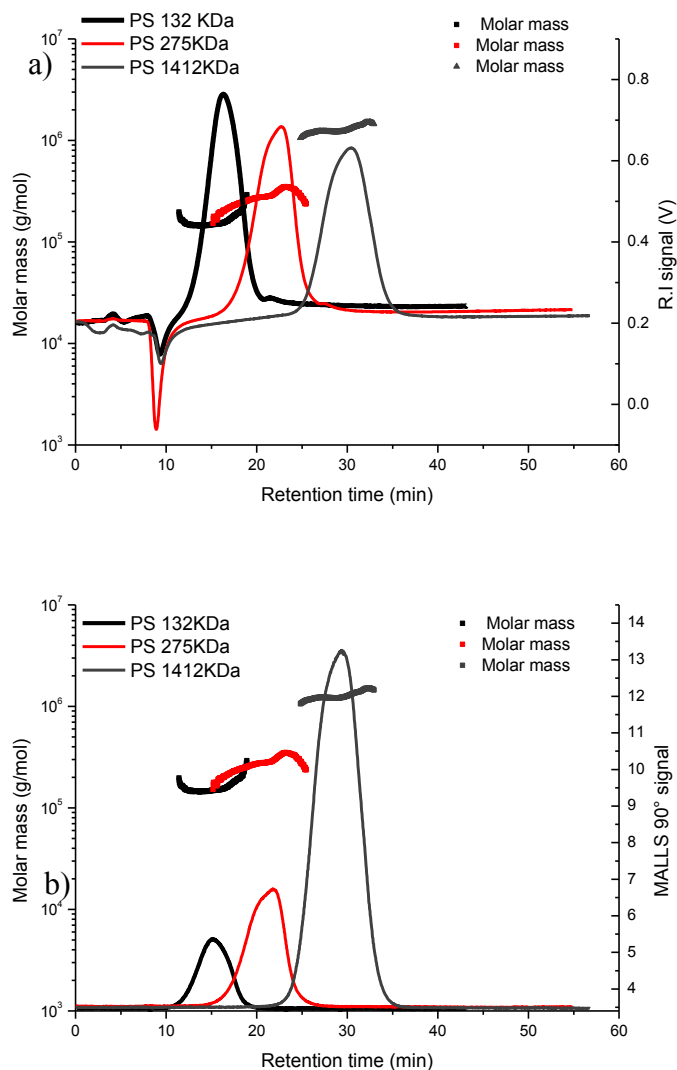 PS 132 KDa
PS 275KDa
PS 1412KDa
Molar mass
Molar mass
Molar mass
a)
10^7
10^6
10^5
10^4
10^3
Molar mass (g/mol)
0.8
0.6
0.4
0.2
0.0
R.I signal (V)
0 10 20 30 40 50 60
Retention time (min)
PS 132KDa
PS 275KDa
PS 1412KDa
Molar mass
Molar mass
Molar mass
b)
10^7
10^6
10^5
10^4
10^3
Molar mass (g/mol)
14
13
12
11
10
9
8
7
6
5
4
MALLS 90° signal
0 10 20 30 40 50 60
Retention time (min)